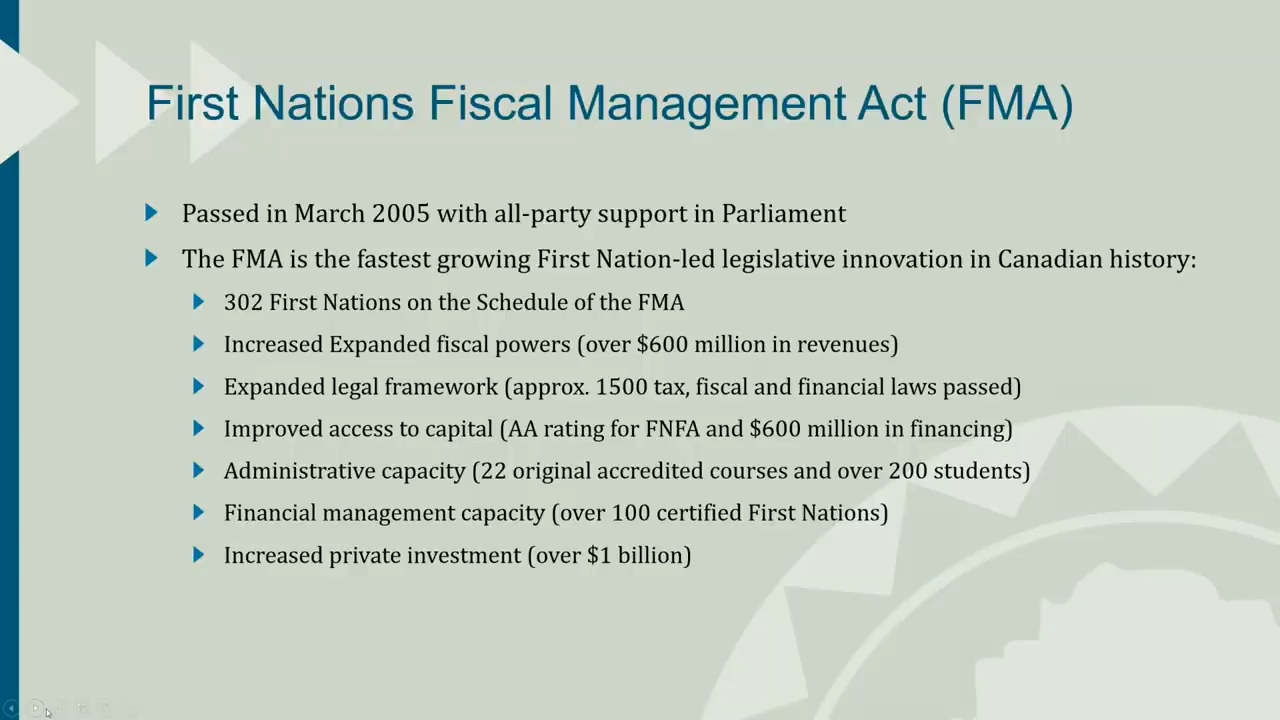 First Nations Fiscal Management Act (FMA)
Passed in March 2005 with all-party support in Parliament
The FMA is the fastest growing First Nation-led legislative innovation in Canadian history:
302 First Nations on the Schedule of the FMA
Increased Expanded fiscal powers (over $600 million in revenues)
Expanded legal framework (approx. 1500 tax, fiscal and financial laws passed)
Improved access to capital (AA rating for FNFA and $600 million in financing)
Administrative capacity (22 original accredited courses and over 200 students)
Financial management capacity (over 100 certified First Nations)
Increased private investment (over $1 billion)